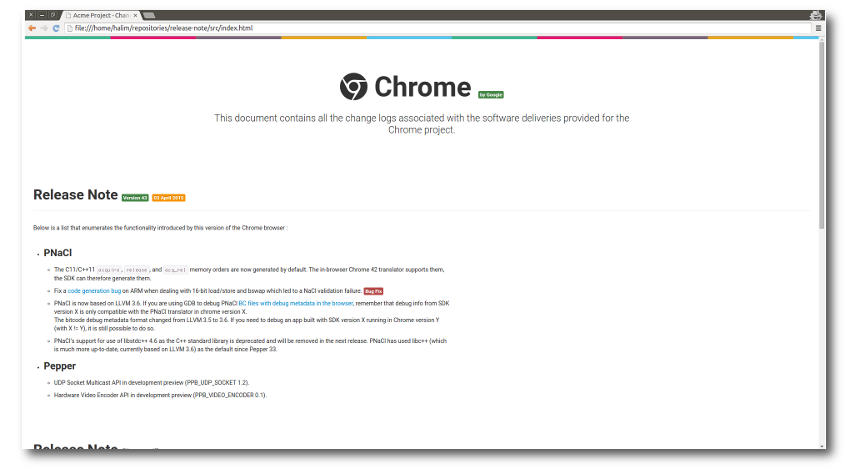 Acme Project - Chan
file:///home/halim/repositories/release-note/src/index.html
Chrome by Google
This document contains all the change logs associated with the software deliveries provided for the
Chrome project.
Release Note Version 43 03 April 2015
Below is a list that enumerates the functionality introduced by this version of the Chrome browser :
PNaCl
The C11/C++11 acquire, release, and acq_rel memory orders are now generated by default. The in-browser Chrome 42 translator supports them,
the SDK can therefore generate them.
Fix a code generation bug on ARM when dealing with 16-bit load/store and bswap which led to a NaCl validation failure. Bug Fix
PNaCl is now based on LLVM 3.6. If you are using GDB to debug PNaCl BC files with debug metadata in the browser, remember that debug info from SDK
version X is only compatible with the PNaCl translator in chrome version X.
The bitcode debug metadata format changed from LLVM 3.5 to 3.6. If you need to debug an app built with SDK version X running in Chrome version Y
(with X != Y), it is still possible to do so.
PNaCl's support for use of libstdc++ 4.6 as the C++ standard library is deprecated and will be removed in the next release. PNaCl has used libc++ (which
is much more up-to-date, currently based on LLVM 3.6) as the default since Pepper 33.
Pepper
UDP Socket Multicast API in development preview (PPB_UDP_SOCKET 1.2).
Hardware Video Encoder API in development preview (PPB_VIDEO_ENCODER 0.1).
Release Note